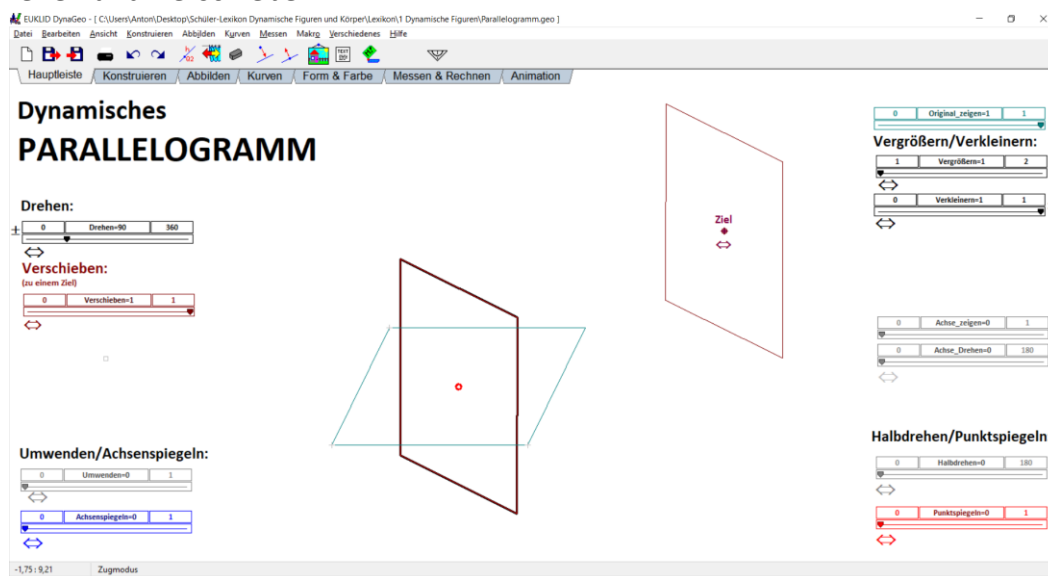 EUKLID DynaGeo - [ C:\Users\Anton\Desktop\Schüler-Lexikon Dynamische Figuren und Körper\Lexikon\1 Dynamische Figuren\Parallelogramm.geo ]
Datei Bearbeiten Ansicht Konstruieren Abbilden Kurven Messen Makro Verschiedenes Hilfe
Hauptleiste Konstruieren Abbilden Kurven Form & Farbe Messen & Rechnen Animation
Dynamisches
PARALLELOGRAMM
0 Original_zeigen=1 1
Vergrößern/Verkleinern:
1 Vergrößern=1 2
0 Verkleinern=1 1
Drehen:
± 0 Drehen=90 360
Verschieben:
(zu einem Ziel)
0 Verschieben=1 1
Ziel
0 Achse_zeigen=0 1
0 Achse_Drehen=0 180
Umwenden/Achsenspiegeln:
0 Umwenden=0 1
0 Achsenspiegeln=0 1
Halbdrehen/Punktspiegeln
0 Halbdrehen=0 180
0 Punktspiegeln=0 1
-1,75 : 9,21 Zugmodus